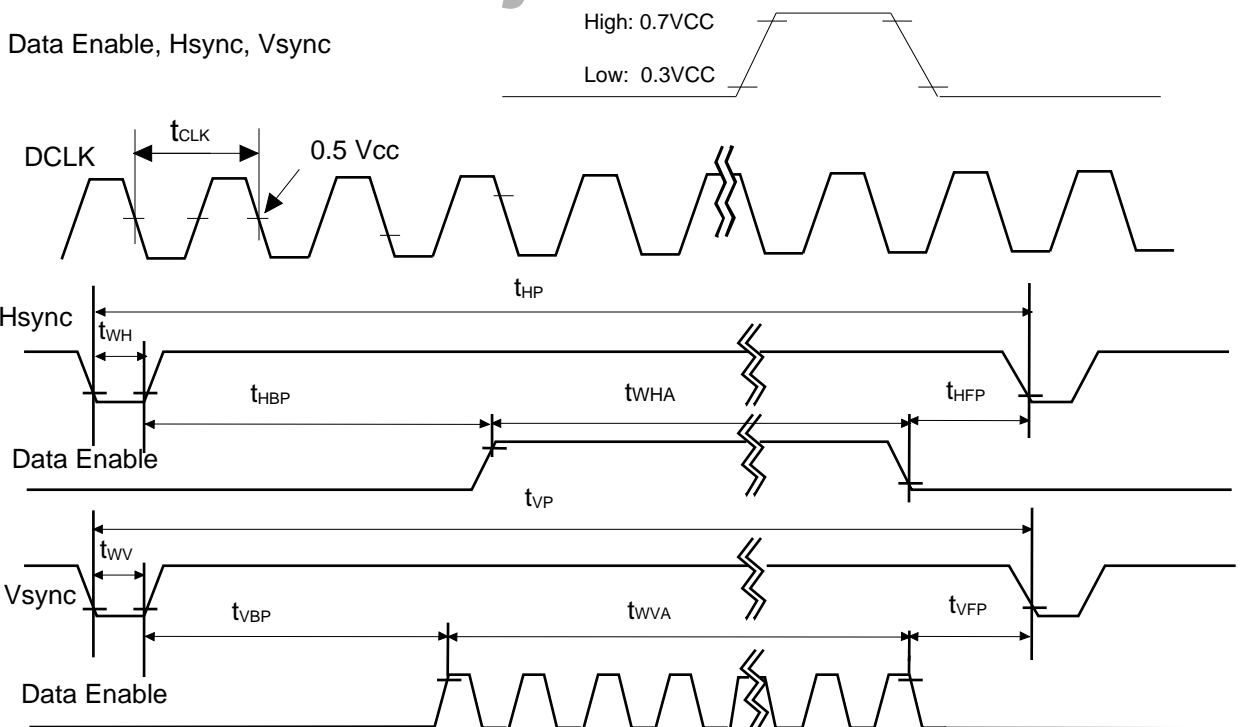 High: 0.7VCC
Data Enable, Hsync, Vsync
Low: 0.3VCC
tCLK
DCLK
0.5 Vcc
tHP
Hsync
tWH
tHBP
tWHA
tHFP
Data Enable
tVP
tWV
Vsync
tVBP
tWVA
tVFP
Data Enable